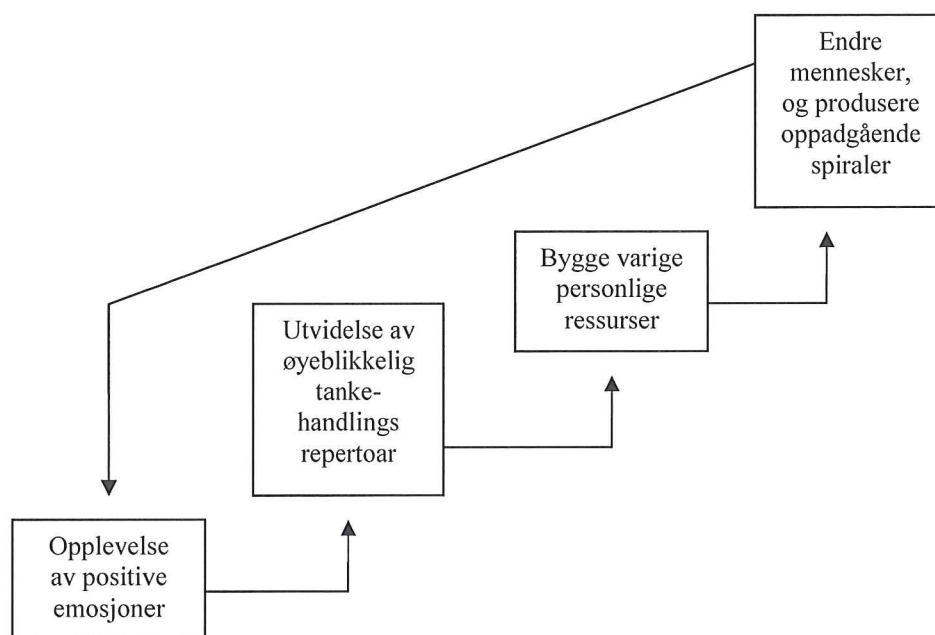 Endre
mennesker,
og produsere
oppadgående
spiraler
Bygge varige
personlige
ressurser
Utvidelse av
øyeblikkelig
tanke-
handlings
repertoar
Opplevelse
av positive
emosjoner